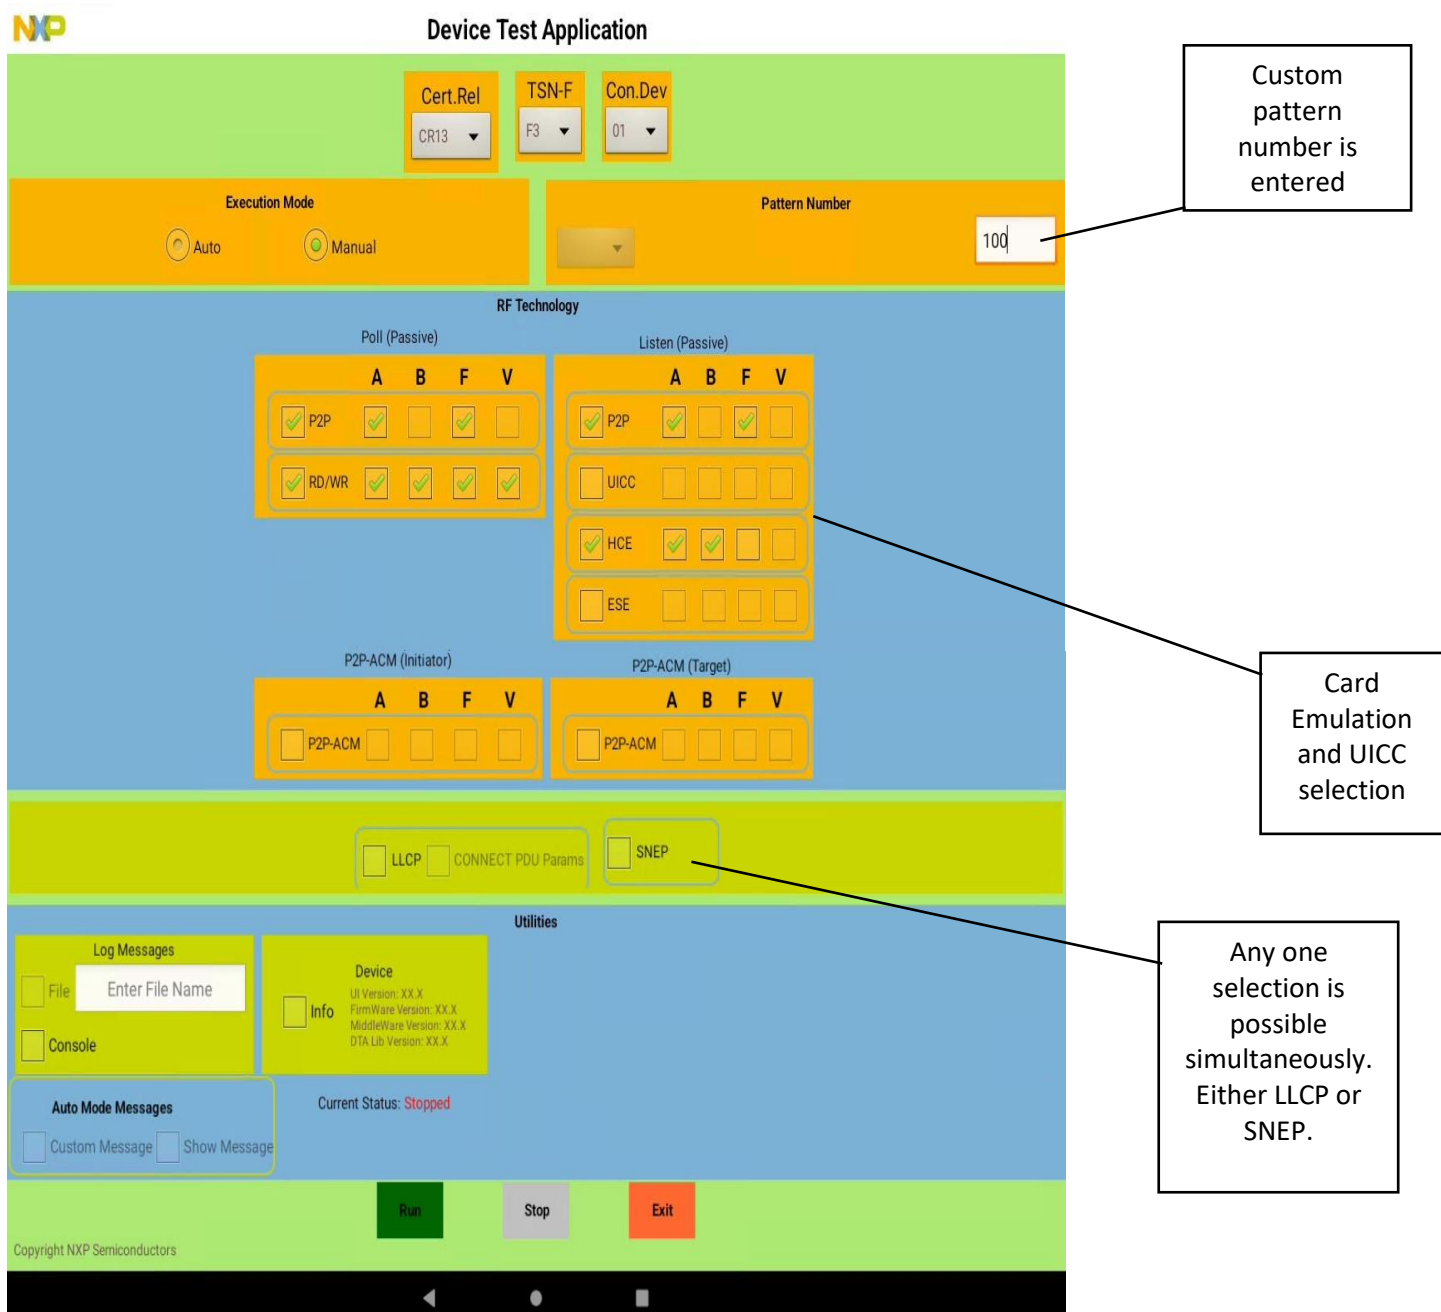 NXP
Device Test Application
Cert.Rel
TSN-F
Con.Dev
CR13
F3
01
Custom
pattern
number is
entered
Execution Mode
Auto
Manual
Pattern Number
100
RF Technology
Poll (Passive)
A B F V
P2P
RD/WR
Listen (Passive)
A B F V
P2P
UICC
HCE
ESE
P2P-ACM (Initiator)
A B F V
P2P-ACM
P2P-ACM (Target)
A B F V
P2P-ACM
Card
Emulation
and UICC
selection
LLCP
CONNECT PDU Params
SNEP
Utilities
Log Messages
File
Enter File Name
Console
Device
Info
UI Version: XX.X
FirmWare Version: XX.X
MiddleWare Version: XX.X
DTA Lib Version: XX.X
Any one
selection is
possible
simultaneously.
Either LLCP or
SNEP.
Auto Mode Messages
Custom Message
Show Message
Current Status: Stopped
Run
Stop
Exit
Copyright NXP Semiconductors